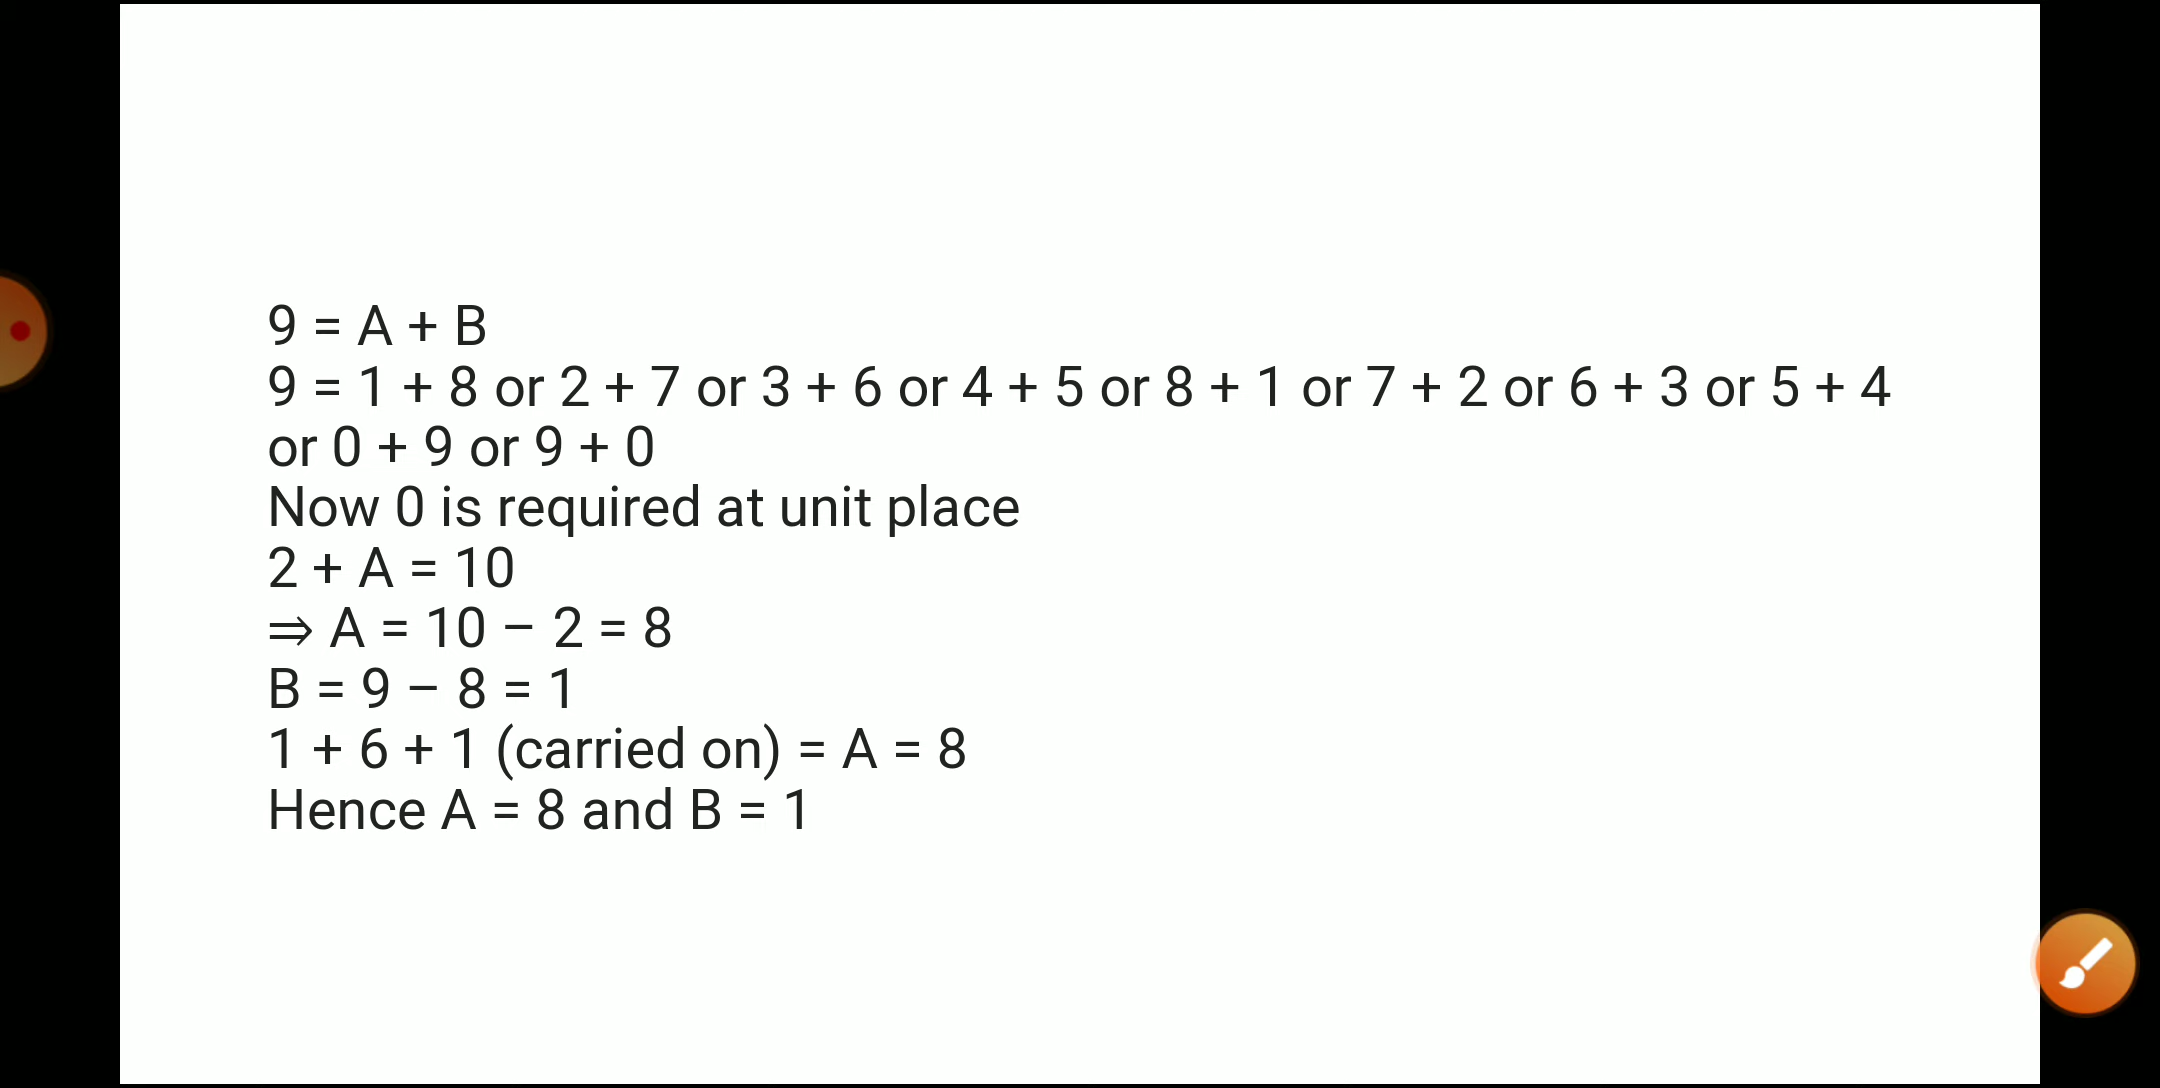 9 = A + B
9 = 1 + 8 or 2 + 7 or 3 + 6 or 4 + 5 or 8 + 1 or 7 + 2 or 6 + 3 or 5 + 4
or 0 + 9 or 9 + 0
Now 0 is required at unit place
2 + A = 10
⇒ A = 10 – 2 = 8
B = 9 – 8 = 1
1 + 6 + 1 (carried on) = A = 8
Hence A = 8 and B = 1